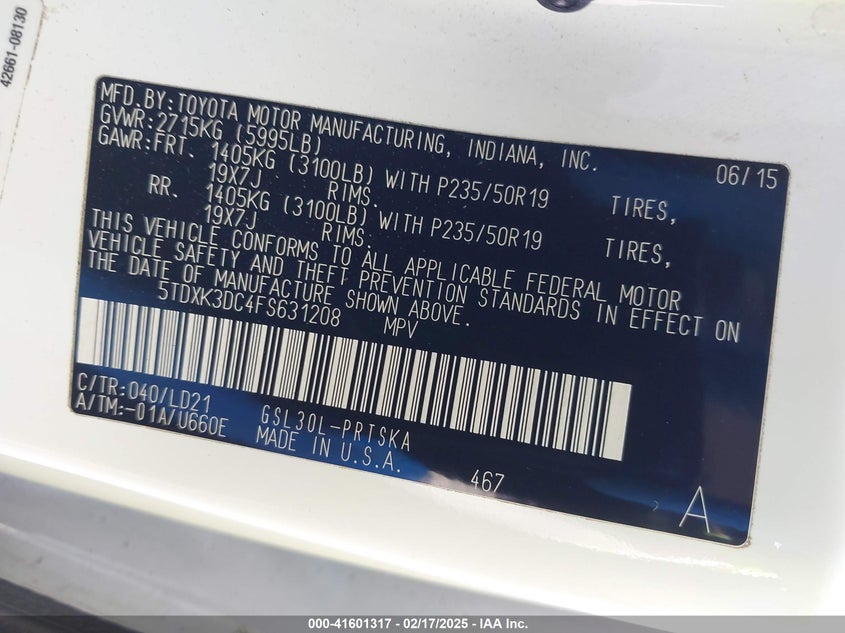 42661-08130
MFD.BY:TOYOTA MOTOR MANUFACTURING, INDIANA, INC. 06/15
GVWR:2715KG (5995LB)
GAWR:FRT. 1405KG (3100LB) WITH P235/50R19 TIRES,
19X7J RIMS.
RR. 1405KG (3100LB) WITH P235/50R19 TIRES,
19X7J RIMS.
THIS VEHICLE CONFORMS TO ALL APPLICABLE FEDERAL MOTOR
VEHICLE SAFETY AND THEFT PREVENTION STANDARDS IN EFFECT ON
THE DATE OF MANUFACTURE SHOWN ABOVE.
5TDXK3DC4FS631208 MPV
C/TR:040/LD21 GSL30L-PRTSKA
A/TM:-01A/U660E MADE IN U.S.A.
467
A
000-41601317 - 02/17/2025 - IAA Inc.